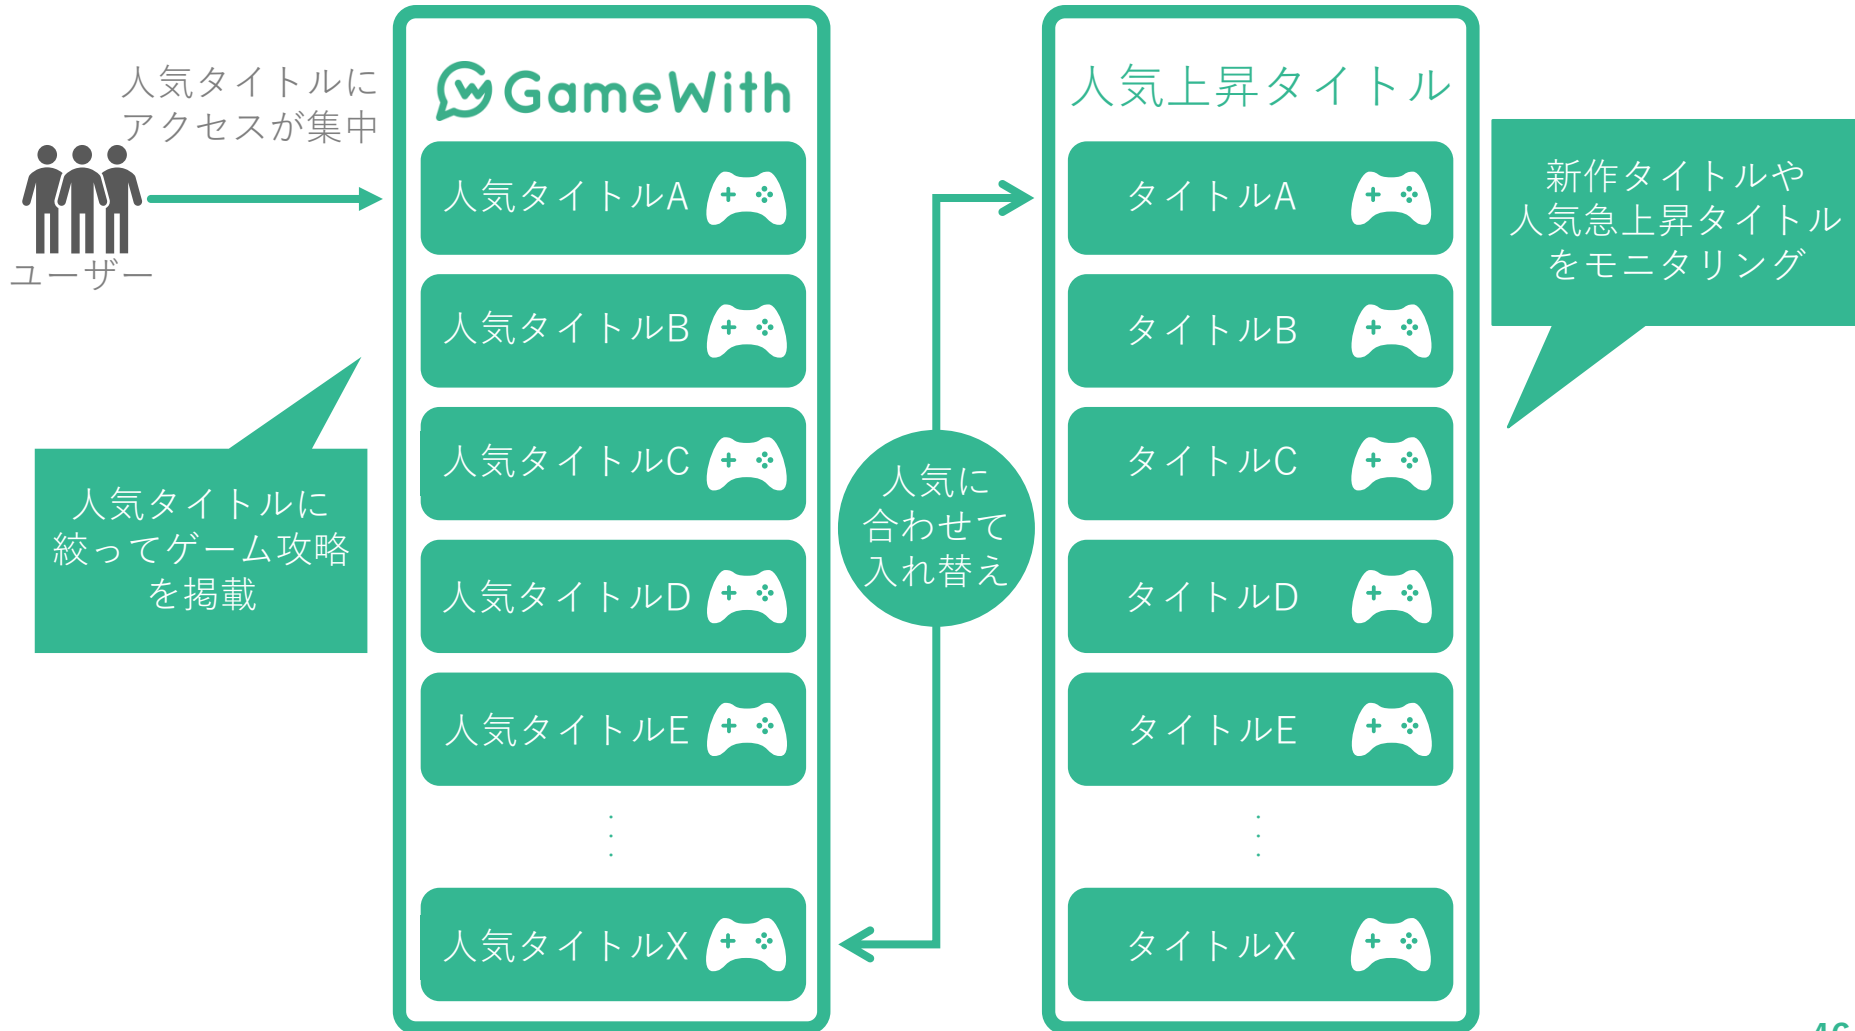 人気タイトルに
アクセスが集中
ユーザー
人気タイトルに
絞ってゲーム攻略
を掲載
GameWith
人気タイトルA
人気タイトルB
人気タイトルC
人気タイトルD
人気タイトルE
人気タイトルX
人気に
合わせて
入れ替え
人気上昇タイトル
タイトルA
タイトルB
タイトルC
タイトルD
タイトルE
タイトルX
新作タイトルや
人気急上昇タイトル
をモニタリング